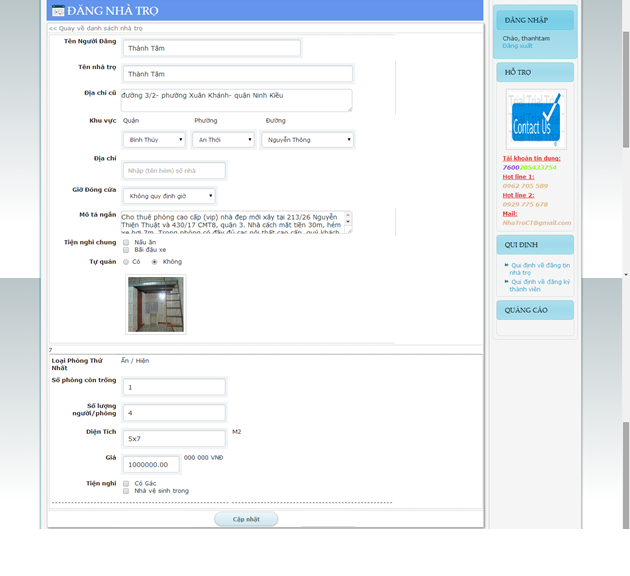 ĐĂNG NHÀ TRỌ
<< Quay về danh sách nhà trọ
Tên Người Đăng
Thành Tâm
Tên nhà trọ
Thành Tâm
Địa chỉ cũ
đường 3/2- phường Xuân Khánh- quận Ninh Kiều
Khu vực
Quận
Phường
Đường
Bình Thủy
An Thới
Nguyễn Thông
Địa chỉ
Nhập (tên hẻm) số nhà
Giờ Đóng cửa
Không quy định giờ
Mô tả ngắn
Cho thuê phòng cao cấp (vip) nhà đẹp mới xây tại 213/26 Nguyễn
Thiện Thuật và 430/17 CMT8, quận 3. Nhà cách mặt tiền 30m, hẻm
xe hơi 7m. Trong phòng có đầy đủ các nội thất cao cấp, quý khách
Tiện nghi chung
Nấu ăn
Bãi đậu xe
Tự quản
Có
Không
7
Loại Phòng Thứ
Nhất
Ẩn / Hiện
Số phòng còn trống
1
Số lượng
người/phòng
4
Diện Tích
5x7
M2
Giá
1000000.00
000 000 VNĐ
Tiện nghi
Có Gác
Nhà vệ sinh trong
Cập nhật
ĐĂNG NHẬP
Chào, thanhtam
Đăng xuất
HỖ TRỢ
Contact Us
Tài khoản tín dụng:
7600205433754
Hot line 1:
0962 705 589
Hot line 2:
0929 775 678
Mail:
NhaTroCT@gmail.com
QUI ĐỊNH
Qui định về đăng tin
nhà trọ
Qui định về đăng ký
thành viên
QUẢNG CÁO